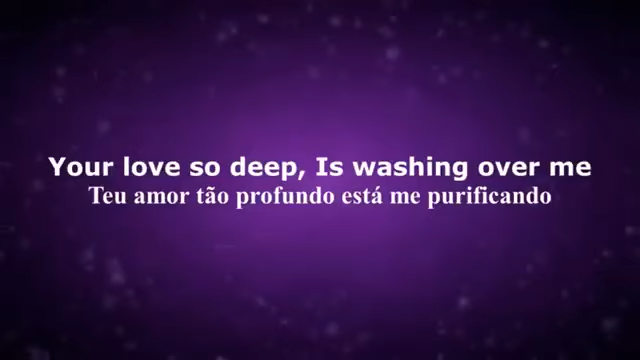 Your love so deep, Is washing over me
Teu amor tão profundo está me purificando